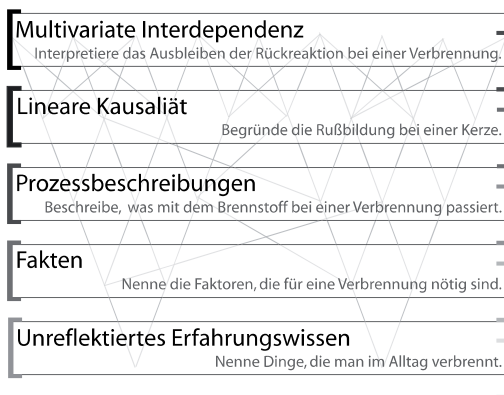 Multivariate Interdependenz
Interpretiere das Ausbleiben der Rückreaktion bei einer Verbrennung.
Lineare Kausaliät
Begründe die Rußbildung bei einer Kerze.
Prozessbeschreibungen
Beschreibe, was mit dem Brennstoff bei einer Verbrennung passiert.
Fakten
Nenne die Faktoren, die für eine Verbrennung nötig sind.
Unreflektiertes Erfahrungswissen
Nenne Dinge, die man im Alltag verbrennt.